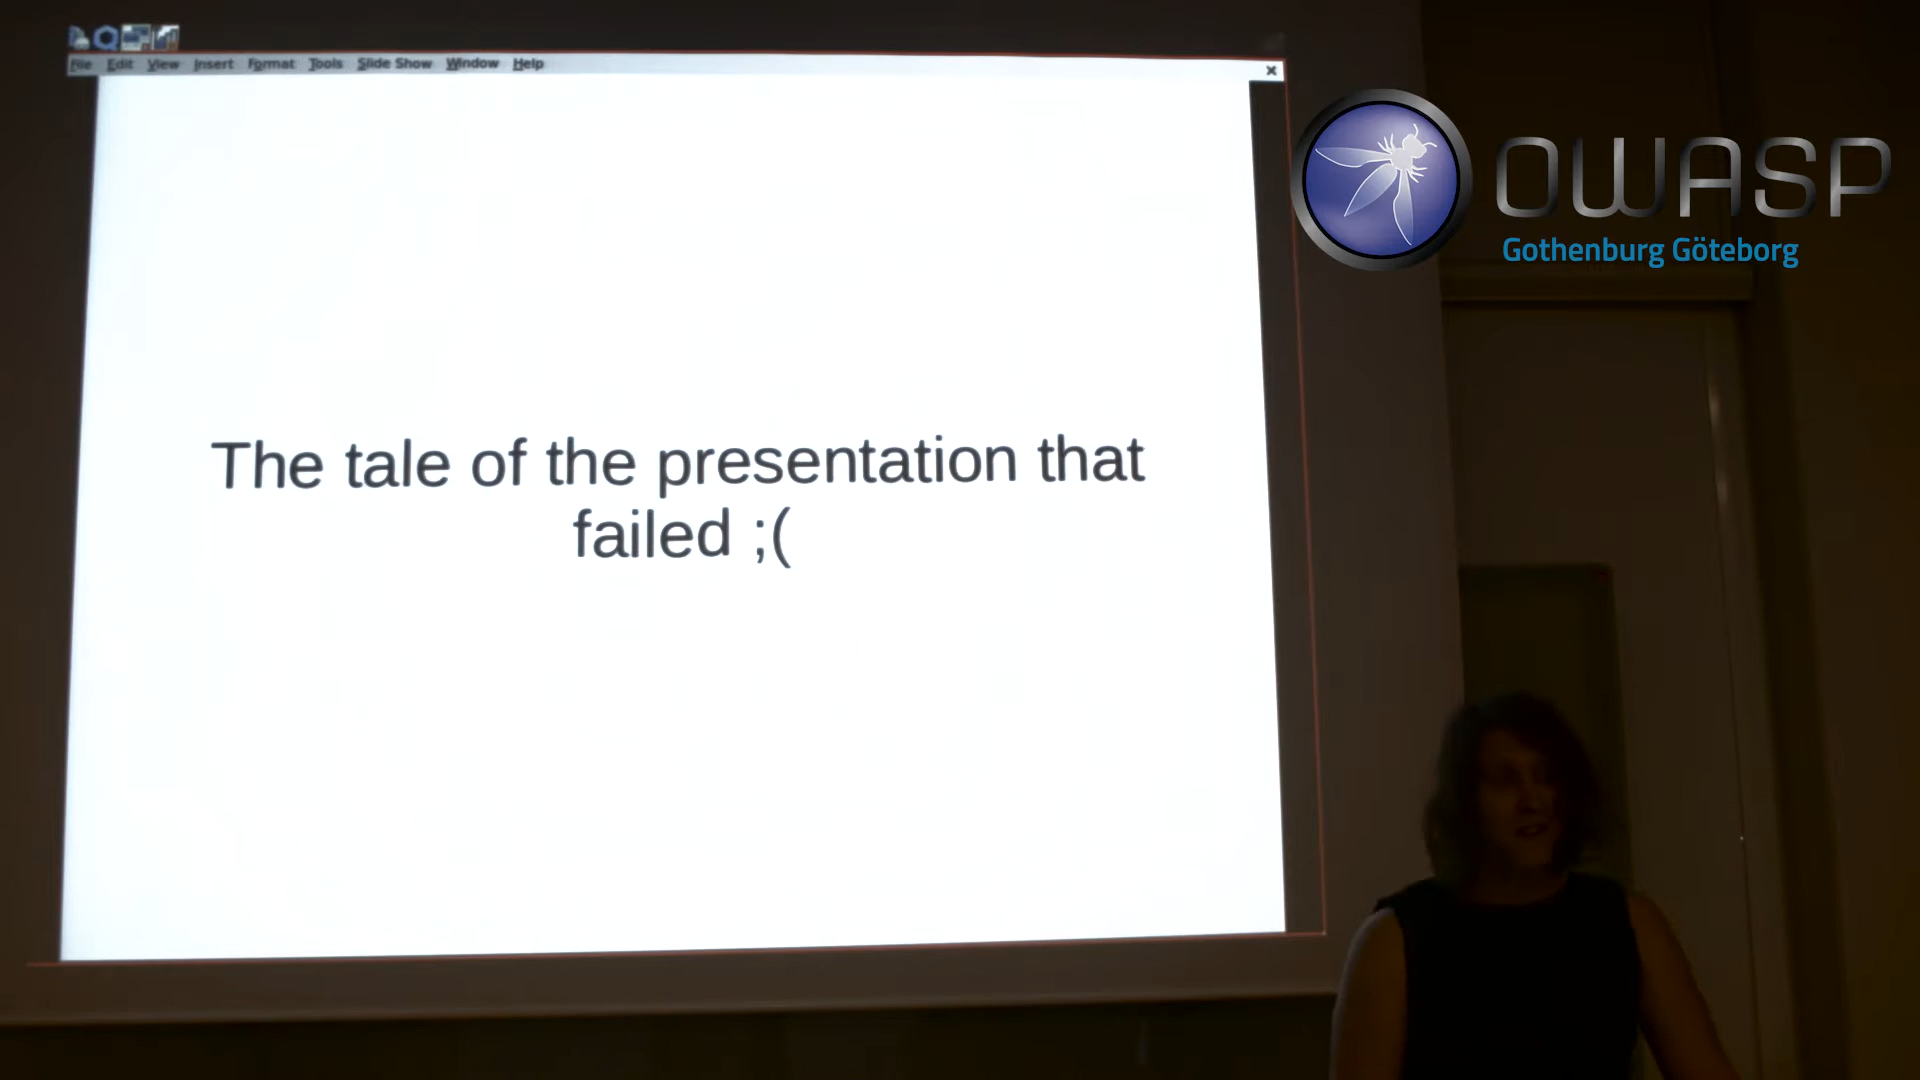 File Edit View Insert Format Tools Slide Show Window Help
OWASP
Gothenburg Göteborg
The tale of the presentation that
failed ;(